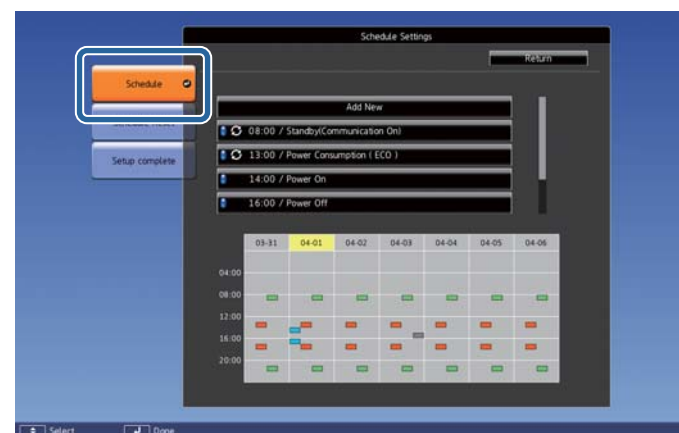 Schedule Settings
Return
Schedule
Add New
08:00 / Standby(Communication On)
Setup complete
13:00 / Power Consumption ( ECO )
14:00 / Power On
16:00 / Power Off
03-31 04-01 04-02 04-03 04-04 04-05 04-06
04:00
08:00
12:00
16:00
20:00
Select Done